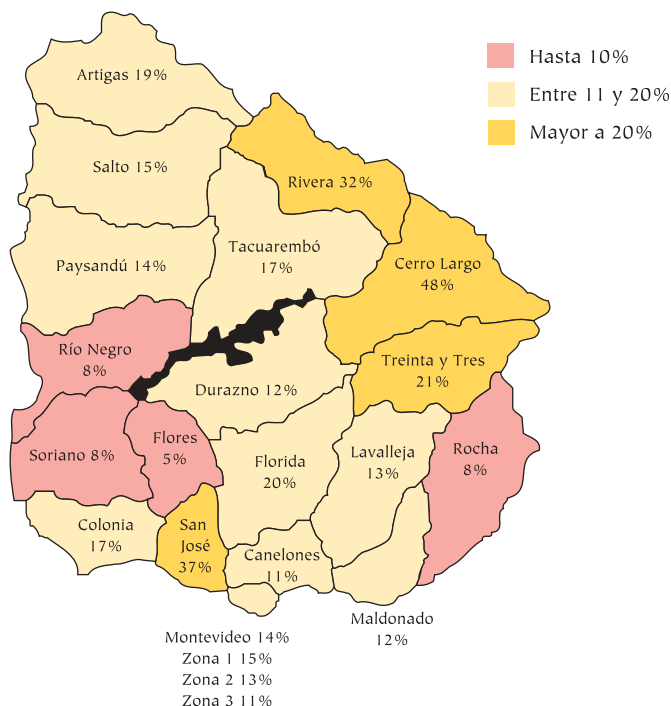 Hasta 10%
Entre 11 y 20%
Mayor a 20%
Artigas 19%
Salto 15%
Rivera 32%
Paysandú 14%
Tacuarembó
17%
Cerro Largo
48%
Río Negro
8%
Treinta y Tres
21%
Durazno 12%
Soriano 8%
Flores
5%
Florida
20%
Lavalleja
13%
Rocha
8%
Colonia
17%
San
José
37%
Canelones
11%
Maldonado
12%
Montevideo 14%
Zona 1 15%
Zona 2 13%
Zona 3 11%